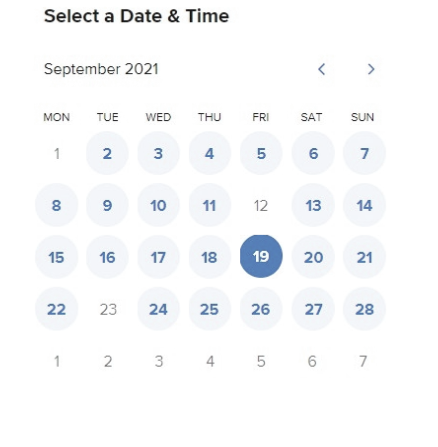 Select a Date & Time
September 2021
MON TUE WED THU FRI SAT SUN
1 2 3 4 5 6 7
8 9 10 11 12 13 14
15 16 17 18 19 20 21
22 23 24 25 26 27 28
1 2 3 4 5 6 7